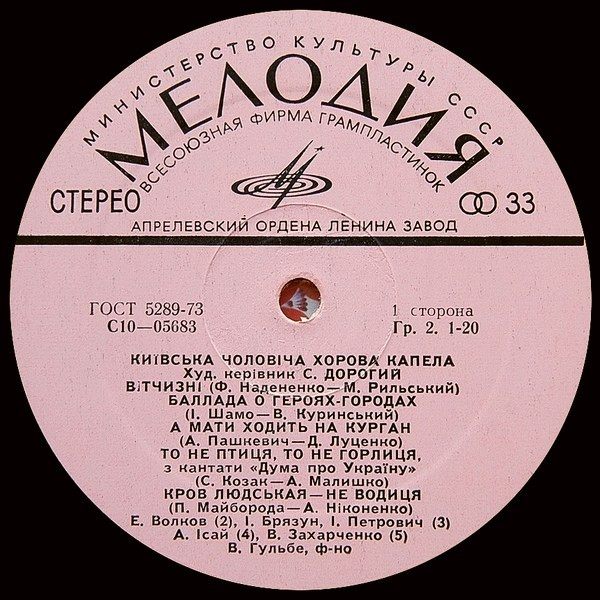 МИНИСТЕРСТВО КУЛЬТУРЫ СССР
МЕЛОДИЯ
ВСЕСОЮЗНАЯ ФИРМА ГРАМПЛАСТИНОК
СТЕРЕО
33
АПРЕЛЕВСКИЙ ОРДЕНА ЛЕНИНА ЗАВОД
ГОСТ 5289-73
С10—05683
1 сторона
Гр. 2. 1-20
КИЇВСЬКА ЧОЛОВІЧА ХОРОВА КАПЕЛА
Худ. керівник С. ДОРОГИЙ
ВІТЧИЗНІ (Ф. Надененко—М. Рильський)
БАЛЛАДА О ГЕРОЯХ-ГОРОДАХ
(І. Шамо—В. Куринський)
А МАТИ ХОДИТЬ НА КУРГАН
(А. Пашкевич—Д. Луценко)
ТО НЕ ПТИЦЯ, ТО НЕ ГОРЛИЦЯ,
з кантати «Дума про Україну»
(С. Козак—А. Малишко)
КРОВ ЛЮДСЬКАЯ—НЕ ВОДИЦЯ
(П. Майборода—А. Ніконенко)
Е. Волков (2), І. Брязун, І. Петрович (3)
А. Ісай (4), В. Захарченко (5)
В. Гульбе, ф-но